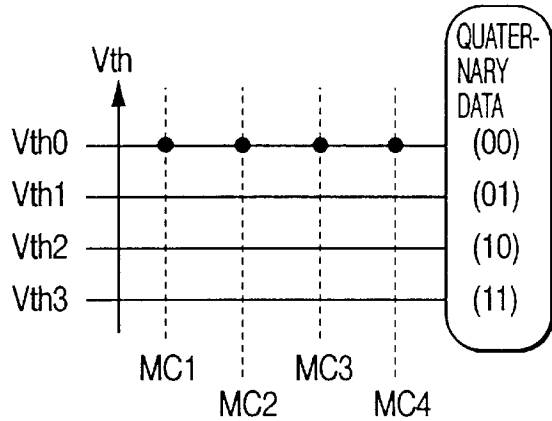 QUATER-
NARY
DATA
Vth
Vth0 (00)
Vth1 (01)
Vth2 (10)
Vth3 (11)
MC1 MC3
MC2 MC4